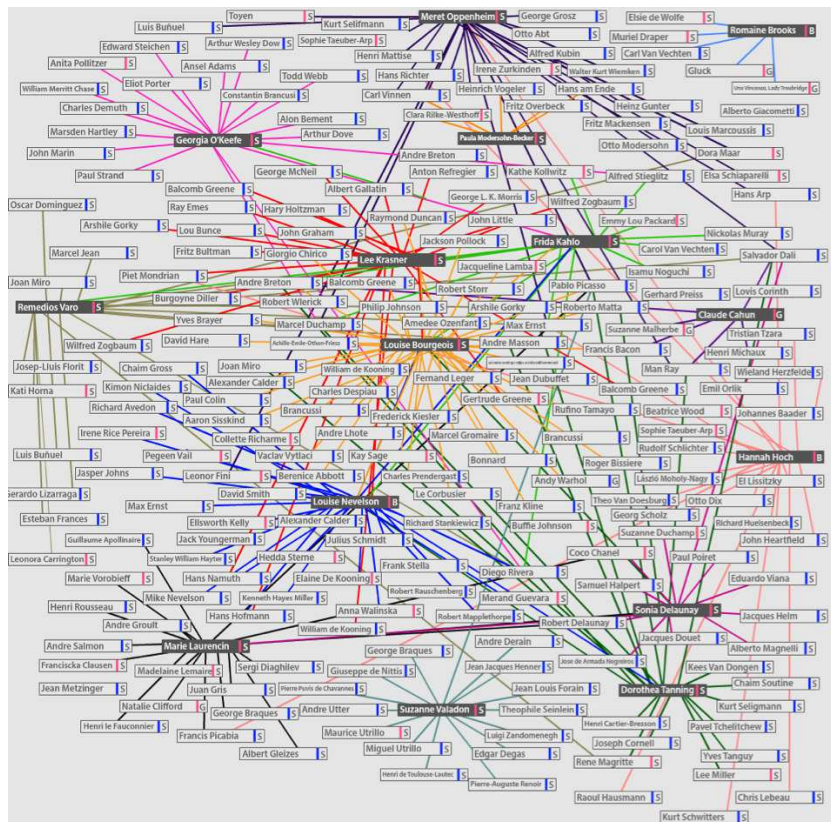 Toyen S
Meret Oppenheim S
George Grosz S
Elsie de Wolfe S
Luis Buñuel S
Kurt Selifmann S
Otto Abt S
Muriel Draper S
Romaine Brooks B
Edward Steichen S
Arthur Wesley Dow S
Sophie Taeuber-Arp S
Henri Mattise S
Alfred Kubin S
Carl Van Vechten S
Anita Pollitzer S
Ansel Adams S
Todd Webb S
Hans Richter S
Irene Zurkinden S
Walter Kurt Wiemken S
Gluck G
William Merritt Chase S
Eliot Porter S
Constantin Brancusi S
Carl Vinnen S
Heinrich Vogeler S
Hans am Ende S
Charles Demuth S
Alon Bement S
Clara Rilke-Westhoff S
Fritz Overbeck S
Heinz Gunter S
Alberto Giacometti S
Marsden Hartley S
Georgia O'Keefe S
Arthur Dove S
Paula Modersohn-Becker S
Fritz Mackensen S
Louis Marcoussis S
John Marin S
Andre Breton S
Otto Modersohn S
Dora Maar S
Paul Strand S
George McNeil S
Anton Refregier S
Kathe Kollwitz S
Alfred Stieglitz S
Elsa Schiaparelli S
Balcomb Greene S
Albert Gallatin S
George L. K. Morris S
Wilfred Zogbaum S
Hans Arp S
Oscar Dominguez S
Ray Emes S
Hary Holtzman S
Raymond Duncan S
John Little S
Emmy Lou Packard S
Nickolas Muray S
Arshile Gorky S
Lou Bunce S
John Graham S
Jackson Pollock S
Frida Kahlo S
Carol Van Vechten S
Marcel Jean S
Fritz Bultman S
Giorgio Chirico S
Lee Krasner S
Jacqueline Lamba S
Isamu Noguchi S
Salvador Dali S
Joan Miro S
Piet Mondrian S
Andre Breton S
Balcomb Greene S
Robert Storr S
Pablo Picasso S
Gerhard Preiss S
Lovis Corinth S
Remedios Varo S
Burgoyne Diller S
Robert Wlerick S
Philip Johnson S
Arshile Gorky S
Roberto Matta S
Claude Cahun G
Yves Brayer S
Marcel Duchamp S
Amedee Ozenfant S
Max Ernst S
Suzanne Malherbe G
Tristan Tzara S
Wilfred Zogbaum S
David Hare S
Achille-Emile-Othon-Friesz S
Louise Bourgeois S
Andre Masson S
Francis Bacon S
Henri Michaux S
Josep-Lluis Florit S
Chaim Gross S
Joan Miro S
William de Kooning S
Man Ray S
Wieland Herzfelde S
Kati Horna S
Kimon Niclaides S
Alexander Calder S
Fernand Leger S
Jean Dubuffet S
Balcomb Greene S
Emil Orlik S
Richard Avedon S
Paul Colin S
Charles Despiau S
Gertrude Greene S
Rufino Tamayo S
Beatrice Wood S
Johannes Baader S
Aaron Sisskind S
Brancussi S
Frederick Kiesler S
Sophie Taeuber-Arp S
Irene Rice Pereira S
Collette Richarme S
Andre Lhote S
Marcel Gromaire S
Brancussi S
Rudolf Schlichter S
Luis Buñuel S
Pegeen Vail S
Vaclav Vytlaci S
Kay Sage S
Bonnard S
Roger Bissiere S
Hannah Hoch B
Jasper Johns S
Leonor Fini S
Berenice Abbott S
Charles Prendergast S
Andy Warhol G
László Moholy-Nagy S
El Lissitzky S
Gerardo Lizarraga S
David Smith S
Le Corbusier S
Theo Van Doesburg S
Otto Dix S
Max Ernst S
Louise Nevelson B
Franz Kline S
Georg Scholz S
Esteban Frances S
Ellsworth Kelly S
Alexander Calder S
Richard Stankiewicz S
Buffie Johnson S
Suzanne Duchamp S
Richard Huelsenbeck S
Guillaume Apollinaire S
Jack Youngerman S
Julius Schmidt S
John Heartfield S
Leonora Carrington S
Stanley William Hayter S
Hedda Sterne S
Frank Stella S
Coco Chanel S
Paul Poiret S
Marie Vorobieff S
Hans Namuth S
Elaine De Kooning S
Diego Rivera S
Samuel Halpert S
Eduardo Viana S
Henri Rousseau S
Mike Nevelson S
Kenneth Hayes Miller S
Robert Rauschenberg S
Merand Guevara S
Andre Groult S
Hans Hofmann S
Anna Walinska S
Robert Mapplethorpe S
Robert Delaunay S
Sonia Delaunay S
Jacques Helm S
Andre Salmon S
Marie Laurencin S
William de Kooning S
Andre Derain S
Jacques Douet S
Alberto Magnelli S
Franciscka Clausen S
Madelaine Lemaire S
Sergi Diaghilev S
George Braques S
Giuseppe de Nittis S
Jean Jacques Henner S
Jose de Armada Negreiros S
Kees Van Dongen S
Jean Metzinger S
Juan Gris S
Pierre Puvis de Chavannes S
Jean Louis Forain S
Dorothea Tanning S
Chaim Soutine S
Natalie Clifford G
George Braques S
Andre Utter S
Suzanne Valadon S
Theophile Seinlein S
Kurt Seligmann S
Henri le Fauconnier S
Francis Picabia S
Maurice Utrillo S
Luigi Zandomenegh S
Henri Cartier-Bresson S
Pavel Tchelitchew S
Albert Gleizes S
Miguel Utrillo S
Edgar Degas S
Joseph Cornell S
Yves Tanguy S
Henri de Toulouse-Lautec S
Pierre-Auguste Renoir S
Rene Magritte S
Lee Miller S
Raoul Hausmann S
Chris Lebeau S
Kurt Schwitters S